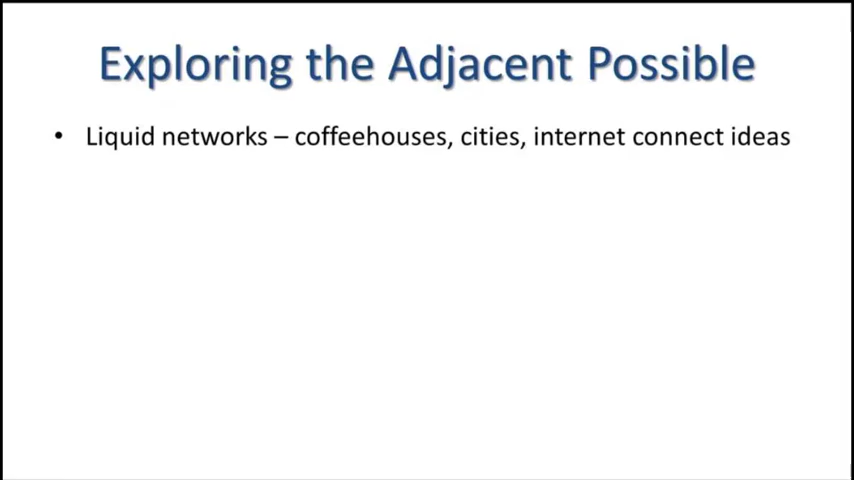 Exploring the Adjacent Possible
• Liquid networks – coffeehouses, cities, internet connect ideas